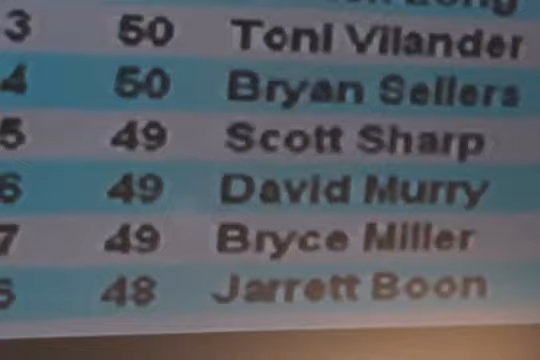 3 50 Toni Vilander
4 50 Bryan Sellers
5 49 Scott Sharp
6 49 David Murry
7 49 Bryce Miller
48 Jarrett Boon